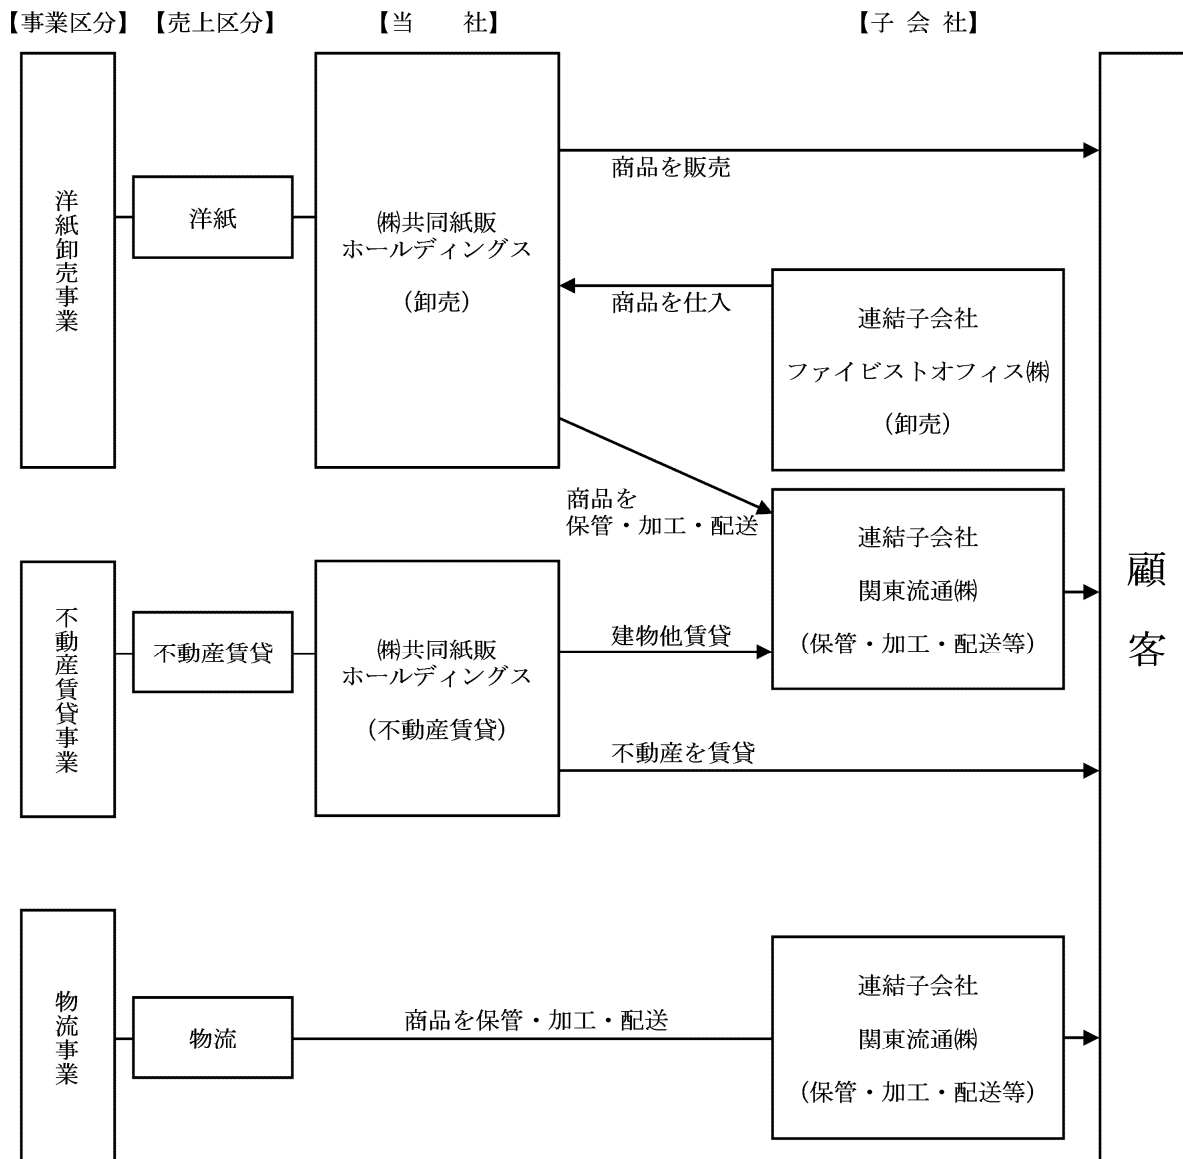 【事業区分】 【売上区分】 【当 社】 【子 会 社】
洋紙卸売事業
洋紙
㈱共同紙販
ホールディングス
(卸売)
商品を販売
商品を仕入
連結子会社
ファイビストオフィス㈱
(卸売)
商品を
保管・加工・配送
連結子会社
関東流通㈱
(保管・加工・配送等)
不動産賃貸事業
不動産賃貸
㈱共同紙販
ホールディングス
(不動産賃貸)
建物他賃貸
不動産を賃貸
物流事業
物流
商品を保管・加工・配送
連結子会社
関東流通㈱
(保管・加工・配送等)
顧客